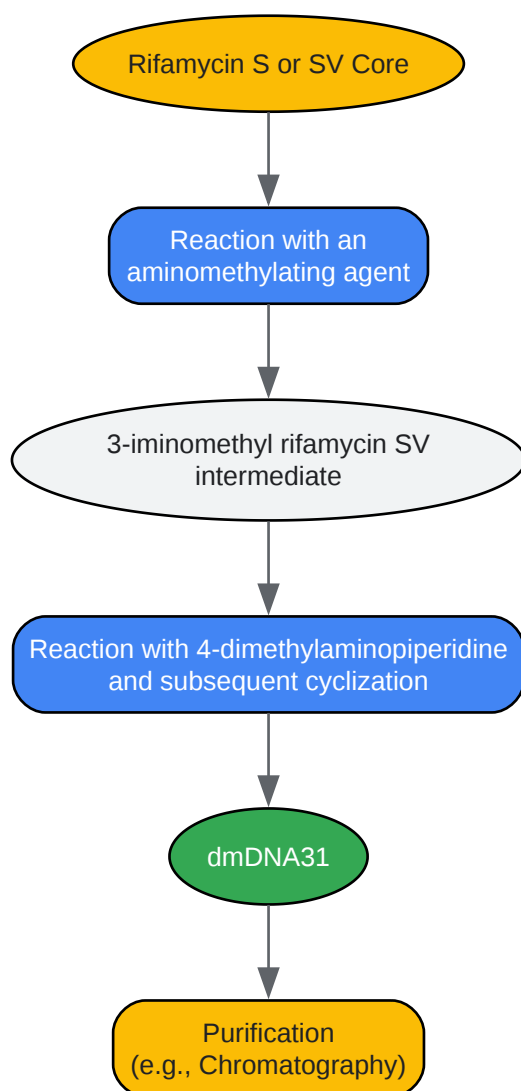 Rifamycin S or SV Core
Reaction with an
aminomethylating agent
3-iminomethyl rifamycin SV
intermediate
Reaction with 4-dimethylaminopiperidine
and subsequent cyclization
dmDNA31
Purification
(e.g., Chromatography)